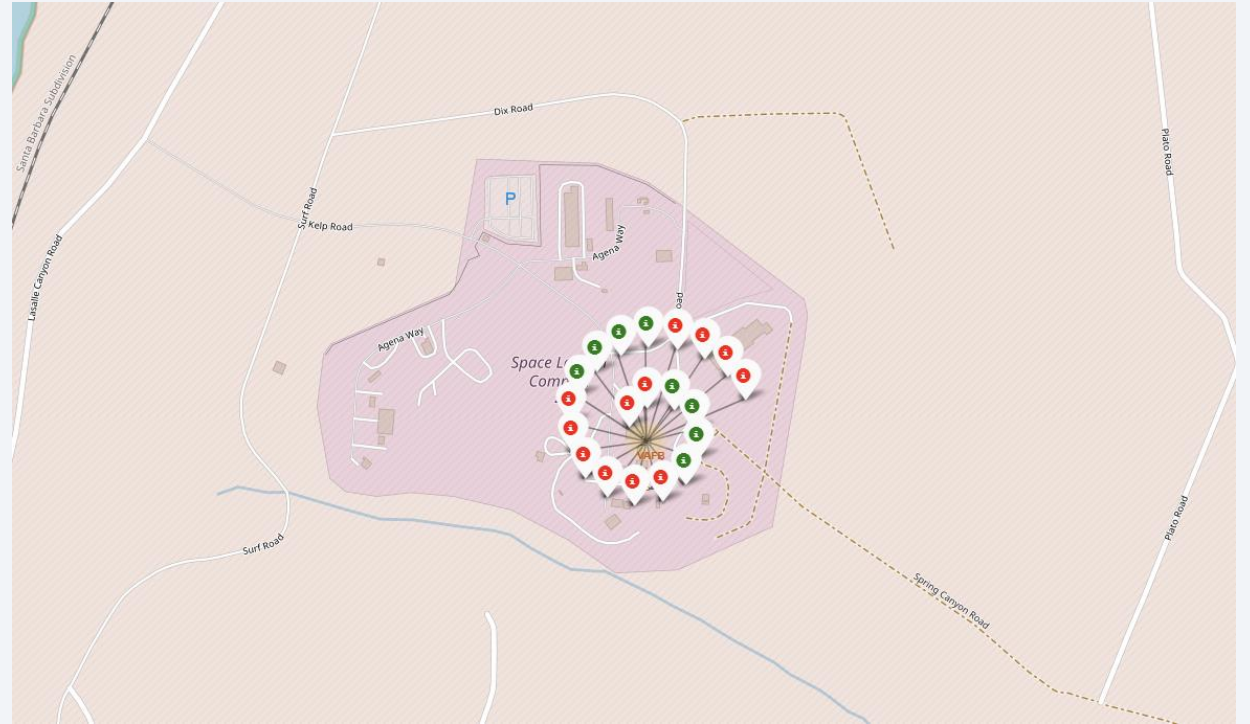 Santa Barbara Subdivision
Dix Road
Plato Road
P
Surf Road
Kelp Road
Agena Way
Lasalle Canyon Road
Agena Way
Space
VAFB
Plato Road
Surf Road
Spring Canyon Road